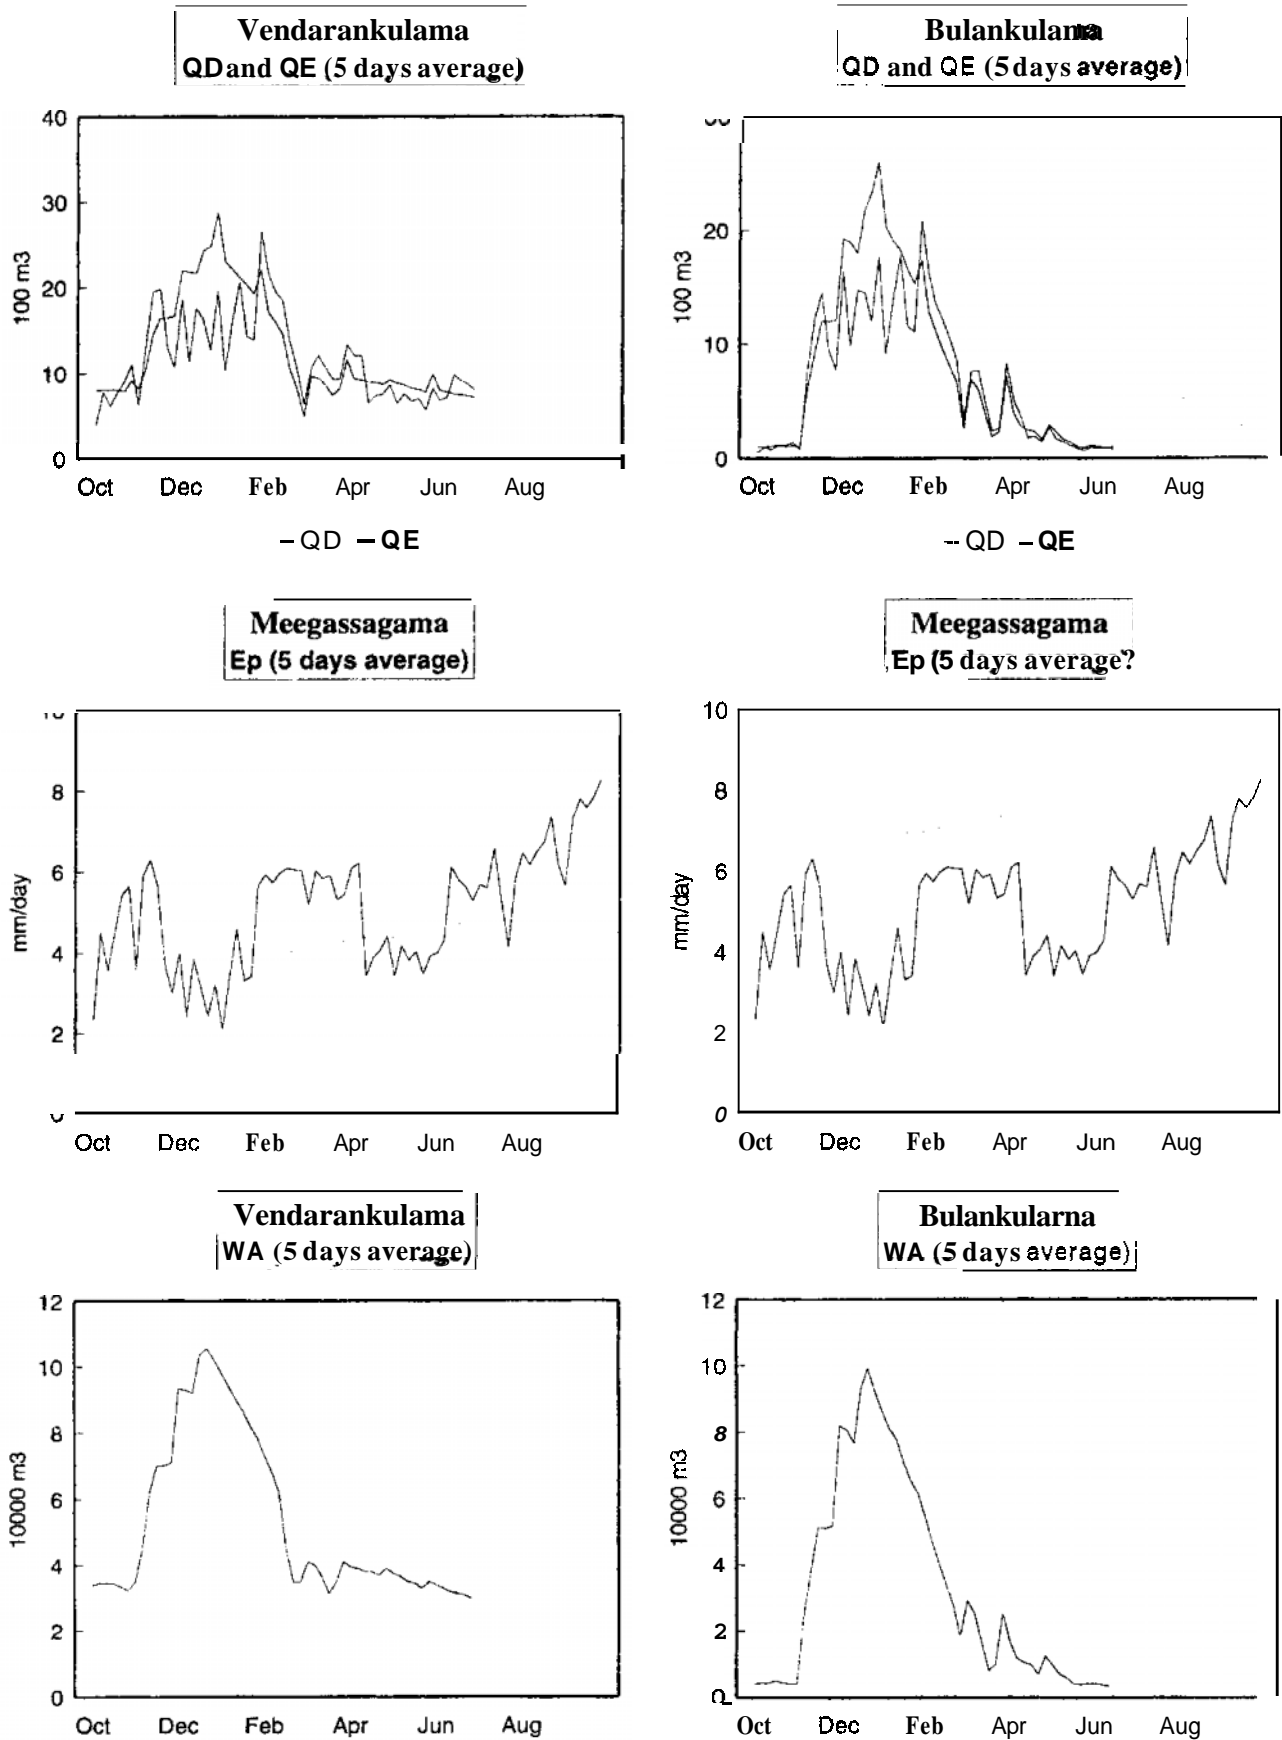 Vendarankulama
QD and QE (5 days average)
40
30
20
10
0
100 m3
Oct Dec Feb Apr Jun Aug
– QD – QE
Bulankulama
QD and QE (5 days average)
20
10
0
100 m3
Oct Dec Feb Apr Jun Aug
-- QD – QE
Meegassagama
Ep (5 days average)
8
6
4
2
mm/day
Oct Dec Feb Apr Jun Aug
Meegassagama
Ep (5 days average?
10
8
6
4
2
0
mm/day
Oct Dec Feb Apr Jun Aug
Vendarankulama
WA (5 days average)
12
10
8
6
4
2
0
10000 m3
Oct Dec Feb Apr Jun Aug
Bulankularna
WA (5 days average)
12
10
8
6
4
2
0
10000 m3
Oct Dec Feb Apr Jun Aug